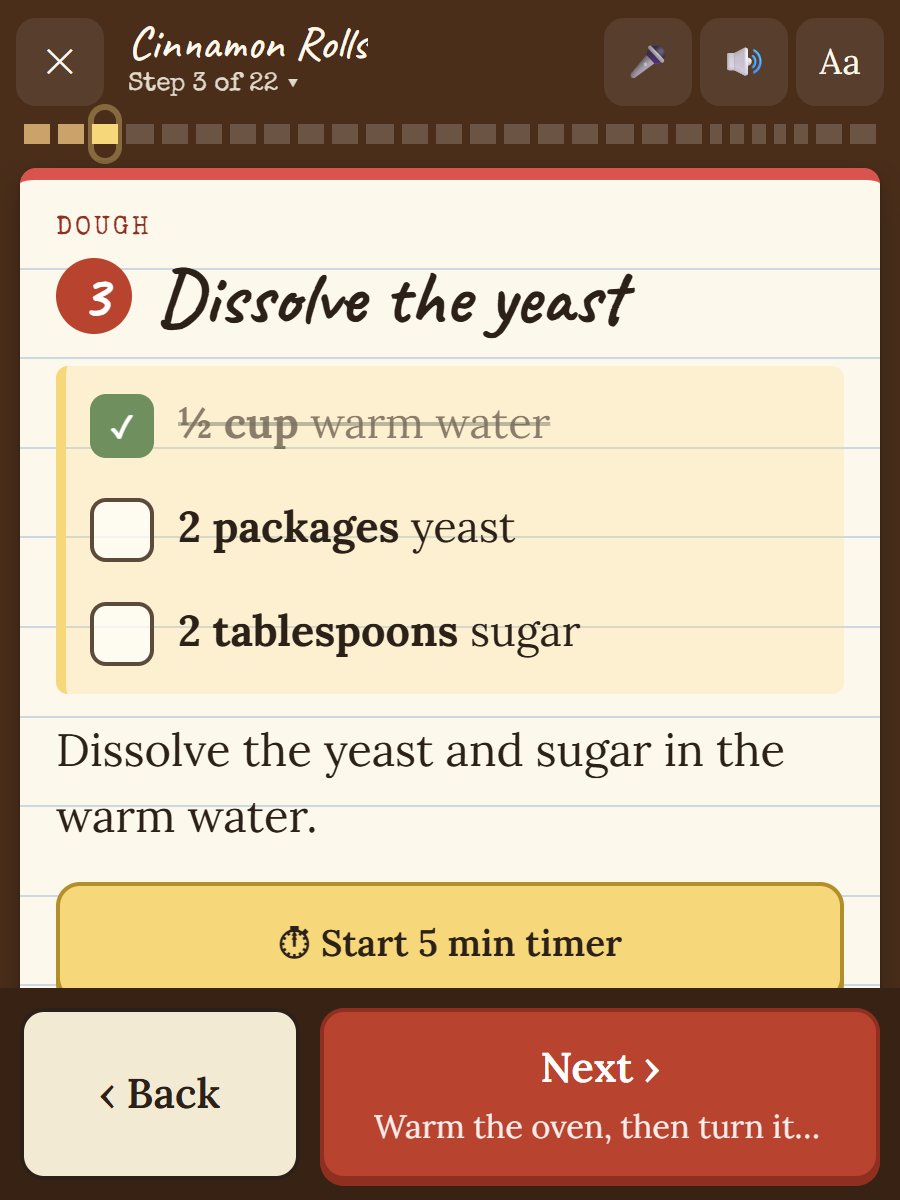 Cinnamon Rolls
Step 3 of 22 ▾
Aa
DOUGH
3 Dissolve the yeast
½ cup warm water
2 packages yeast
2 tablespoons sugar
Dissolve the yeast and sugar in the
warm water.
⏱ Start 5 min timer
‹ Back
Next ›
Warm the oven, then turn it...